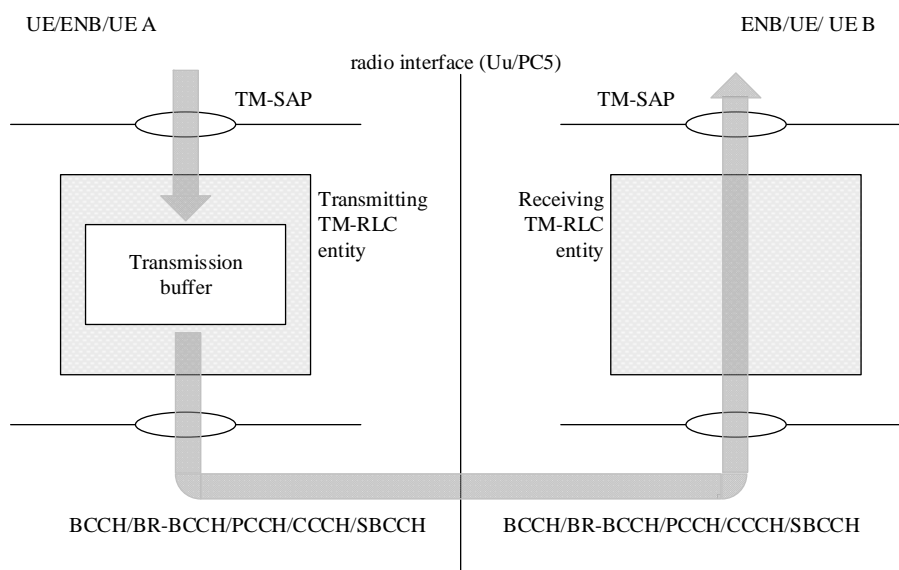 UE/ENB/UE A
ENB/UE/ UE B
radio interface (Uu/PC5)
TM-SAP
TM-SAP
Transmitting
TM-RLC
entity
Receiving
TM-RLC
entity
Transmission
buffer
BCCH/BR-BCCH/PCCH/CCCH/SBCCH
BCCH/BR-BCCH/PCCH/CCCH/SBCCH